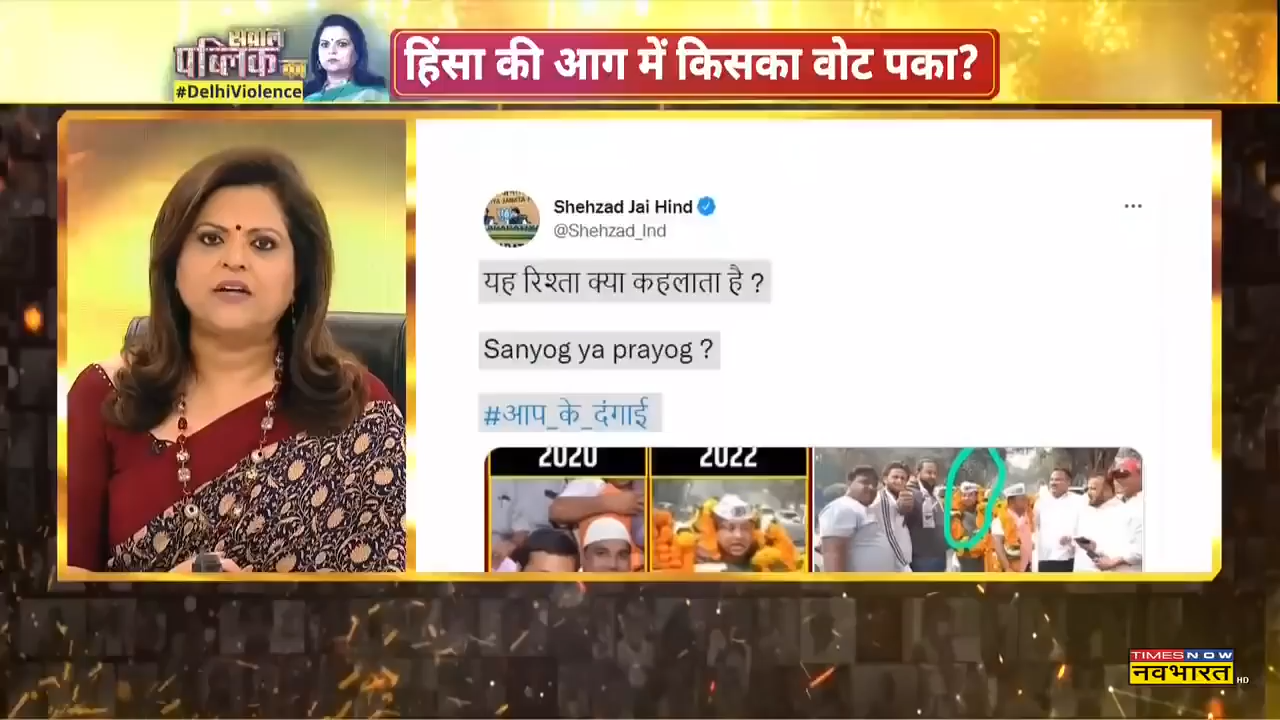 सवाल
पब्लिक का
#DelhiViolence
हिंसा की आग में किसका वोट पका?
Shehzad Jai Hind
@Shehzad_Ind
यह रिश्ता क्या कहलाता है ?
Sanyog ya prayog ?
#आप_के_दंगाई
2020
2022
TIMES NOW
नवभारत
HD